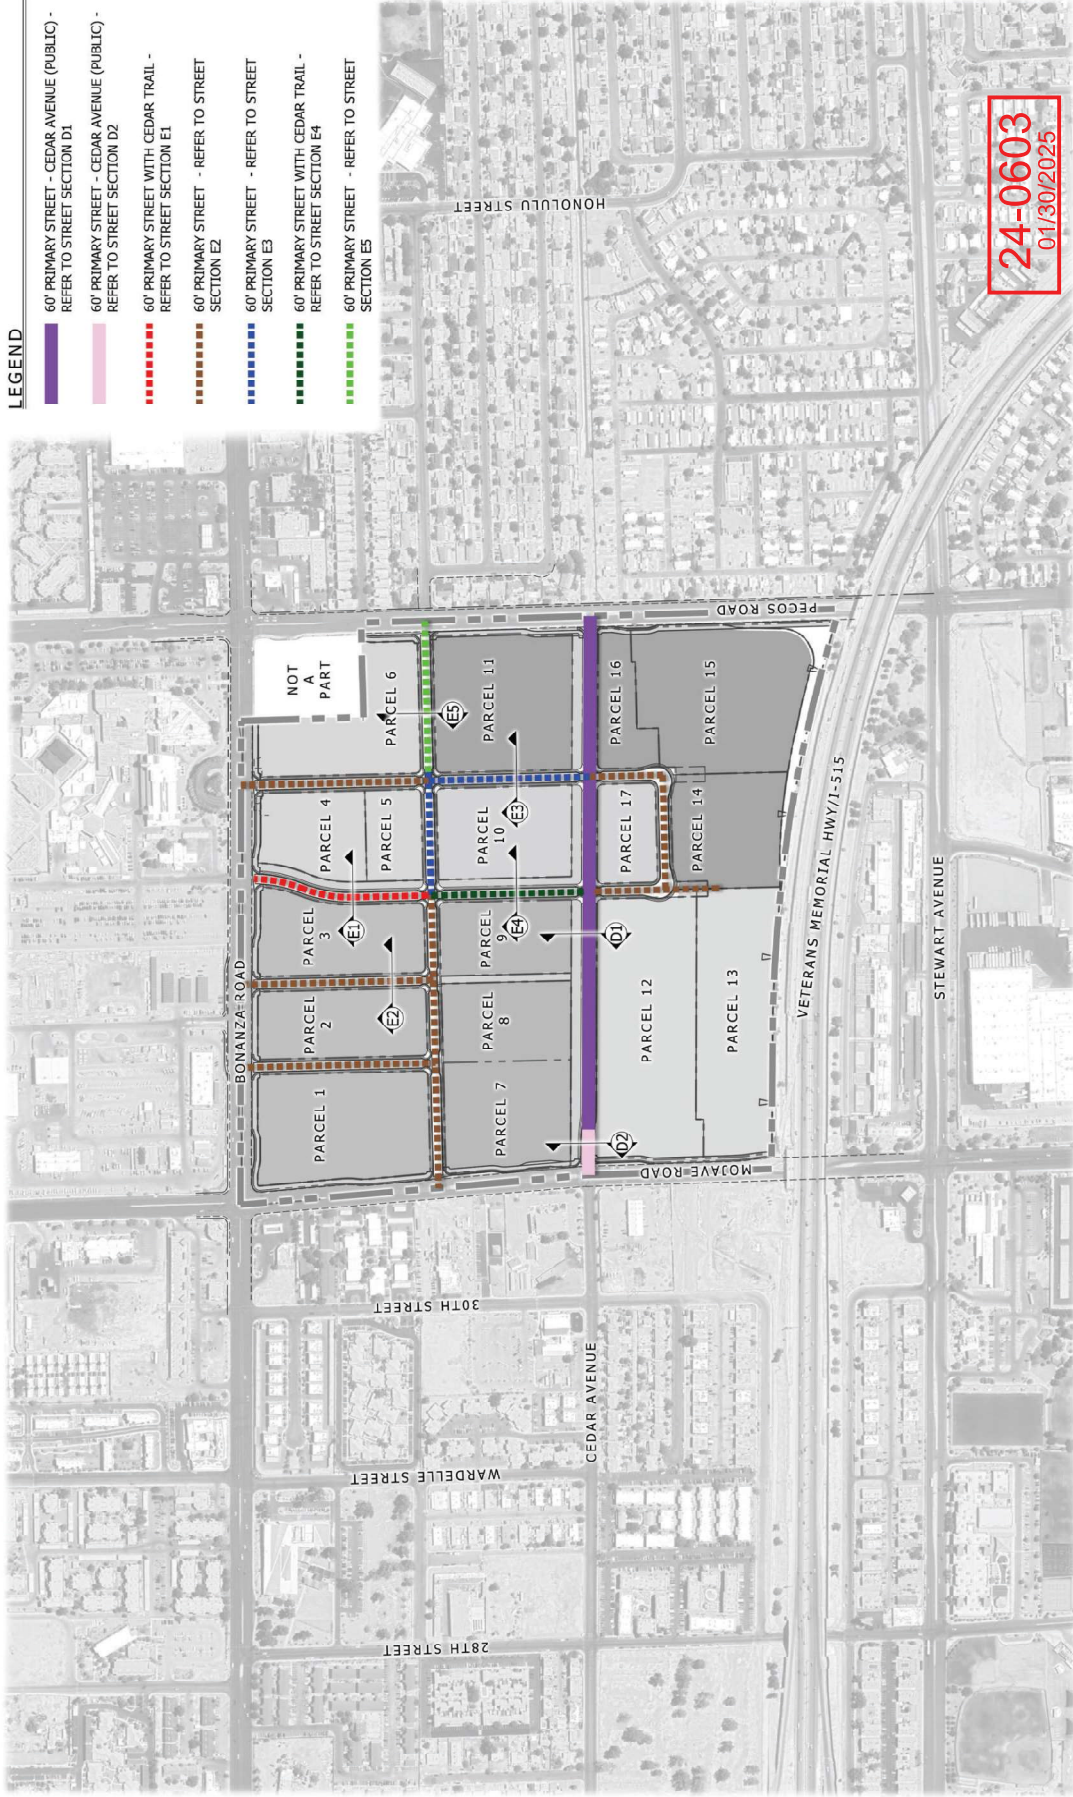 LEGEND
60' PRIMARY STREET - CEDAR AVENUE (PUBLIC) -
REFER TO STREET SECTION D1
60' PRIMARY STREET - CEDAR AVENUE (PUBLIC) -
REFER TO STREET SECTION D2
60' PRIMARY STREET WITH CEDAR TRAIL -
REFER TO STREET SECTION E1
60' PRIMARY STREET - REFER TO STREET
SECTION E2
60' PRIMARY STREET - REFER TO STREET
SECTION E3
60' PRIMARY STREET WITH CEDAR TRAIL -
REFER TO STREET SECTION E4
60' PRIMARY STREET - REFER TO STREET
SECTION E5
24-0603
01/30/2025
HONOLULU STREET
PECOS ROAD
BONANZA ROAD
NOT
A
PART
PARCEL 1
PARCEL
2
PARCEL
3
PARCEL 4
PARCEL 5
PARCEL 6
E1
E2
E5
PARCEL 7
PARCEL
8
PARCEL
9
PARCEL
10
PARCEL 11
E4
E3
D2
D1
PARCEL 12
PARCEL 13
PARCEL 17
PARCEL 14
PARCEL 16
PARCEL 15
MOJAVE ROAD
VETERANS MEMORIAL HWY/I-515
STEWART AVENUE
30TH STREET
CEDAR AVENUE
WARDELLE STREET
28TH STREET